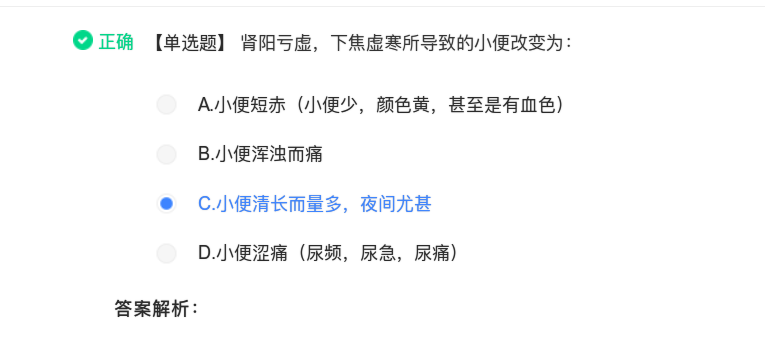 正确 【单选题】 肾阳亏虚，下焦虚寒所导致的小便改变为：
A.小便短赤（小便少，颜色黄，甚至是有血色）
B.小便浑浊而痛
C.小便清长而量多，夜间尤甚
D.小便涩痛（尿频，尿急，尿痛）
答案解析：